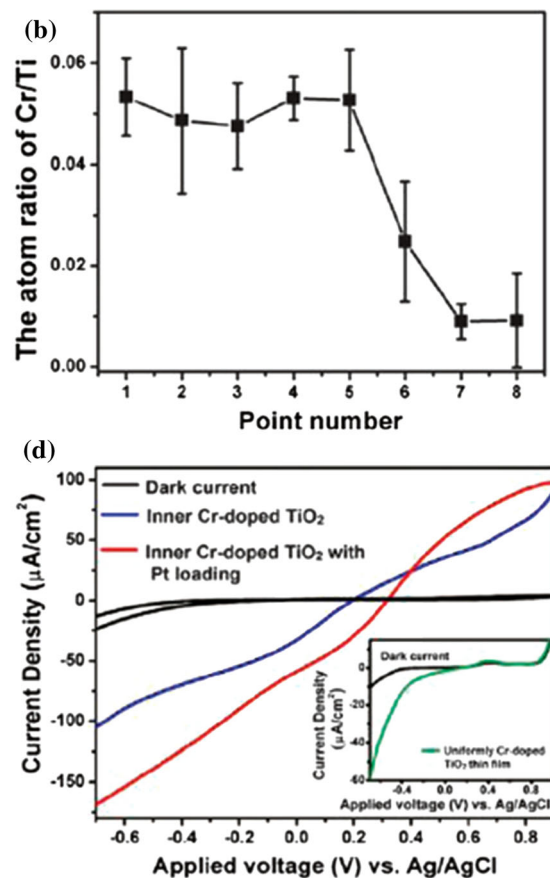 (b)
The atom ratio of Cr/Ti
0.06
0.04
0.02
0.00
1 2 3 4 5 6 7 8
Point number
(d)
Current Density (μA/cm²)
100
50
0
-50
-100
-150
Dark current
Inner Cr-doped TiO₂
Inner Cr-doped TiO₂ with
Pt loading
Current Density
(μA/cm²)
20
0
-20
-40
-60
Dark current
Uniformly Cr-doped
TiO₂ thin film
-0.4 0.0 0.4 0.8
Applied voltage (V) vs. Ag/AgCl
-0.6 -0.4 -0.2 0.0 0.2 0.4 0.6 0.8
Applied voltage (V) vs. Ag/AgCl